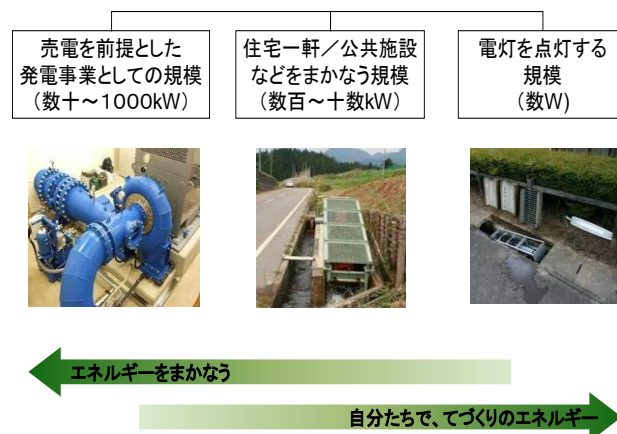 売電を前提とした
発電事業としての規模
（数十～1000kW）
住宅一軒／公共施設
などをまかなう規模
（数百～十数kW）
電灯を点灯する
規模
（数W)
エネルギーをまかなう
自分たちで、てづくりのエネルギー